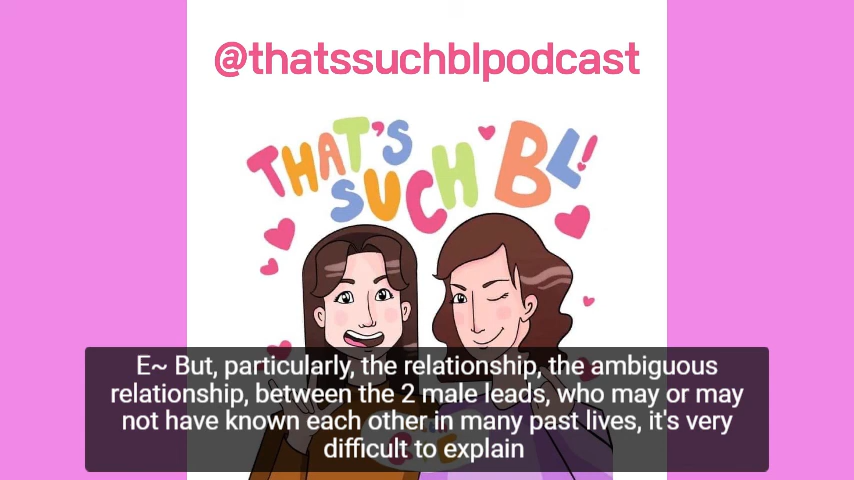 @thatssuchblpodcast
THAT'S
SUCH BL!
E~ But, particularly, the relationship, the ambiguous
relationship, between the 2 male leads, who may or may
not have known each other in many past lives, it's very
difficult to explain